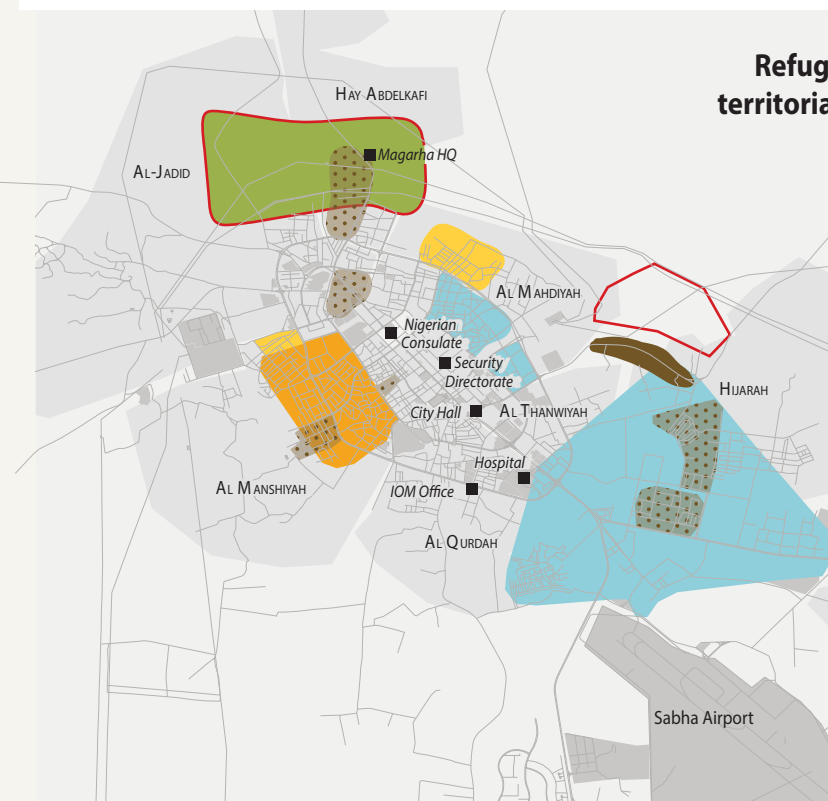 Refug
territoria
HAY ABDELKAFI
Magarha HQ
AL-JADID
AL MAHDIYAH
Nigerian
Consulate
Security
Directorate
HIJARAH
City Hall
AL THANWIYAH
Hospital
AL MANSHIYAH
IOM Office
AL QURDAH
Sabha Airport